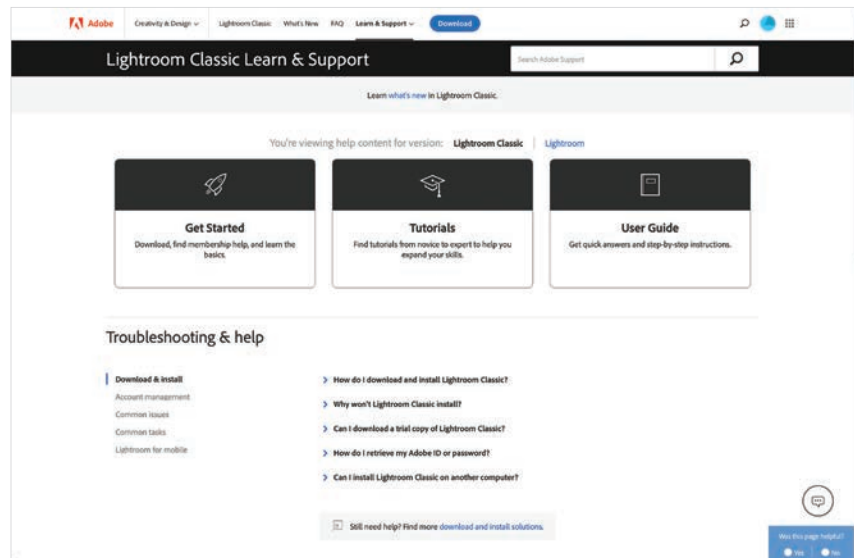 Adobe Creativity & Design Lightroom Classic What's New FAQ Learn & Support Download
Lightroom Classic Learn & Support Search Adobe Support
Learn what's new in Lightroom Classic.
You're viewing help content for version: Lightroom Classic Lightroom
Get Started
Download, find membership help, and learn the
basics.
Tutorials
Find tutorials from novice to expert to help you
expand your skills.
User Guide
Get quick answers and step-by-step instructions.
Troubleshooting & help
Download & install
Account management
Common issues
Common tasks
Lightroom for mobile
How do I download and install Lightroom Classic?
Why won't Lightroom Classic install?
Can I download a trial copy of Lightroom Classic?
How do I retrieve my Adobe ID or password?
Can I install Lightroom Classic on another computer?
Still need help? Find more download and install solutions.
Was this page helpful?
Yes No